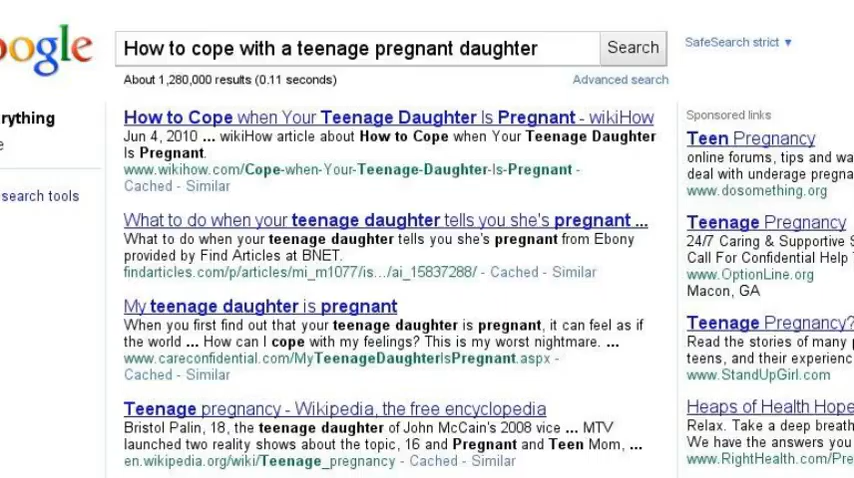 oogle
How to cope with a teenage pregnant daughter
Search
SafeSearch strict ▼
About 1,280,000 results (0.11 seconds)
Advanced search
rything
e
search tools
How to Cope when Your Teenage Daughter Is Pregnant - wikiHow
Jun 4, 2010 ... wikiHow article about How to Cope when Your Teenage Daughter
Is Pregnant.
www.wikihow.com/Cope-when-Your-Teenage-Daughter-Is-Pregnant -
Cached - Similar
What to do when your teenage daughter tells you she's pregnant ...
What to do when your teenage daughter tells you she's pregnant from Ebony
provided by Find Articles at BNET.
findarticles.com/p/articles/mi_m1077/is.../ai_15837288/ - Cached - Similar
My teenage daughter is pregnant
When you first find out that your teenage daughter is pregnant, it can feel as if
the world ... How can I cope with my feelings? This is my worst nightmare. ...
www.careconfidential.com/MyTeenageDaughterIsPregnant.aspx -
Cached - Similar
Teenage pregnancy - Wikipedia, the free encyclopedia
Bristol Palin, 18, the teenage daughter of John McCain's 2008 vice ... MTV
launched two reality shows about the topic, 16 and Pregnant and Teen Mom, ...
en.wikipedia.org/wiki/Teenage_pregnancy - Cached - Similar
Sponsored links
Teen Pregnancy
online forums, tips and wa
deal with underage pregna
www.dosomething.org
Teenage Pregnancy
24/7 Caring & Supportive S
Call For Confidential Help
www.OptionLine.org
Macon, GA
Teenage Pregnancy?
Read the stories of many p
teens, and their experienc
www.StandUpGirl.com
Heaps of Health Hope
Relax. Take a deep breath
We have the answers you
www.RightHealth.com/Pre